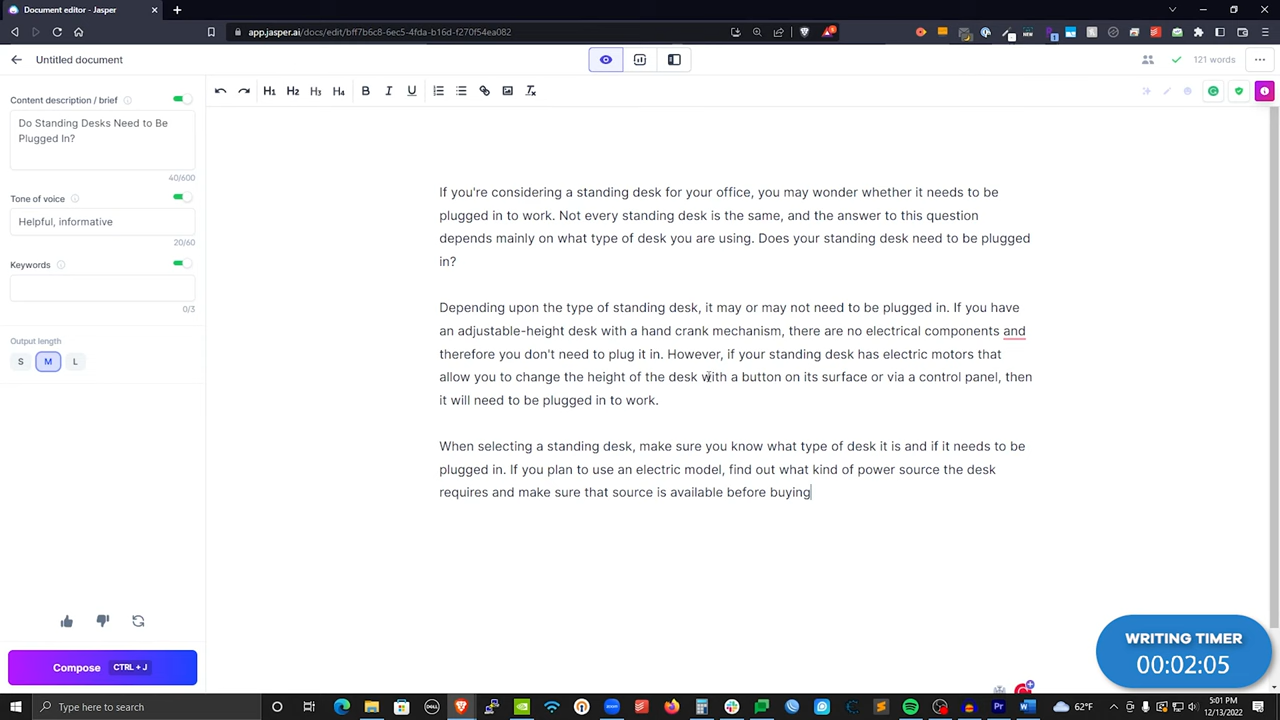 Document editor - Jasper
app.jasper.ai/docs/edit/bff7b6c8-6ec5-4fda-b16d-f270f54ea082
Untitled document
121 words
H1 H2 H3 H4 B I U
Content description / brief
Do Standing Desks Need to Be
Plugged In?
40/600
Tone of voice
Helpful, informative
20/60
Keywords
0/3
Output length
S M L
If you're considering a standing desk for your office, you may wonder whether it needs to be
plugged in to work. Not every standing desk is the same, and the answer to this question
depends mainly on what type of desk you are using. Does your standing desk need to be plugged
in?
Depending upon the type of standing desk, it may or may not need to be plugged in. If you have
an adjustable-height desk with a hand crank mechanism, there are no electrical components and
therefore you don't need to plug it in. However, if your standing desk has electric motors that
allow you to change the height of the desk with a button on its surface or via a control panel, then
it will need to be plugged in to work.
When selecting a standing desk, make sure you know what type of desk it is and if it needs to be
plugged in. If you plan to use an electric model, find out what kind of power source the desk
requires and make sure that source is available before buying
Compose CTRL + J
WRITING TIMER
00:02:05
Type here to search
62°F
5:01 PM
12/13/2022